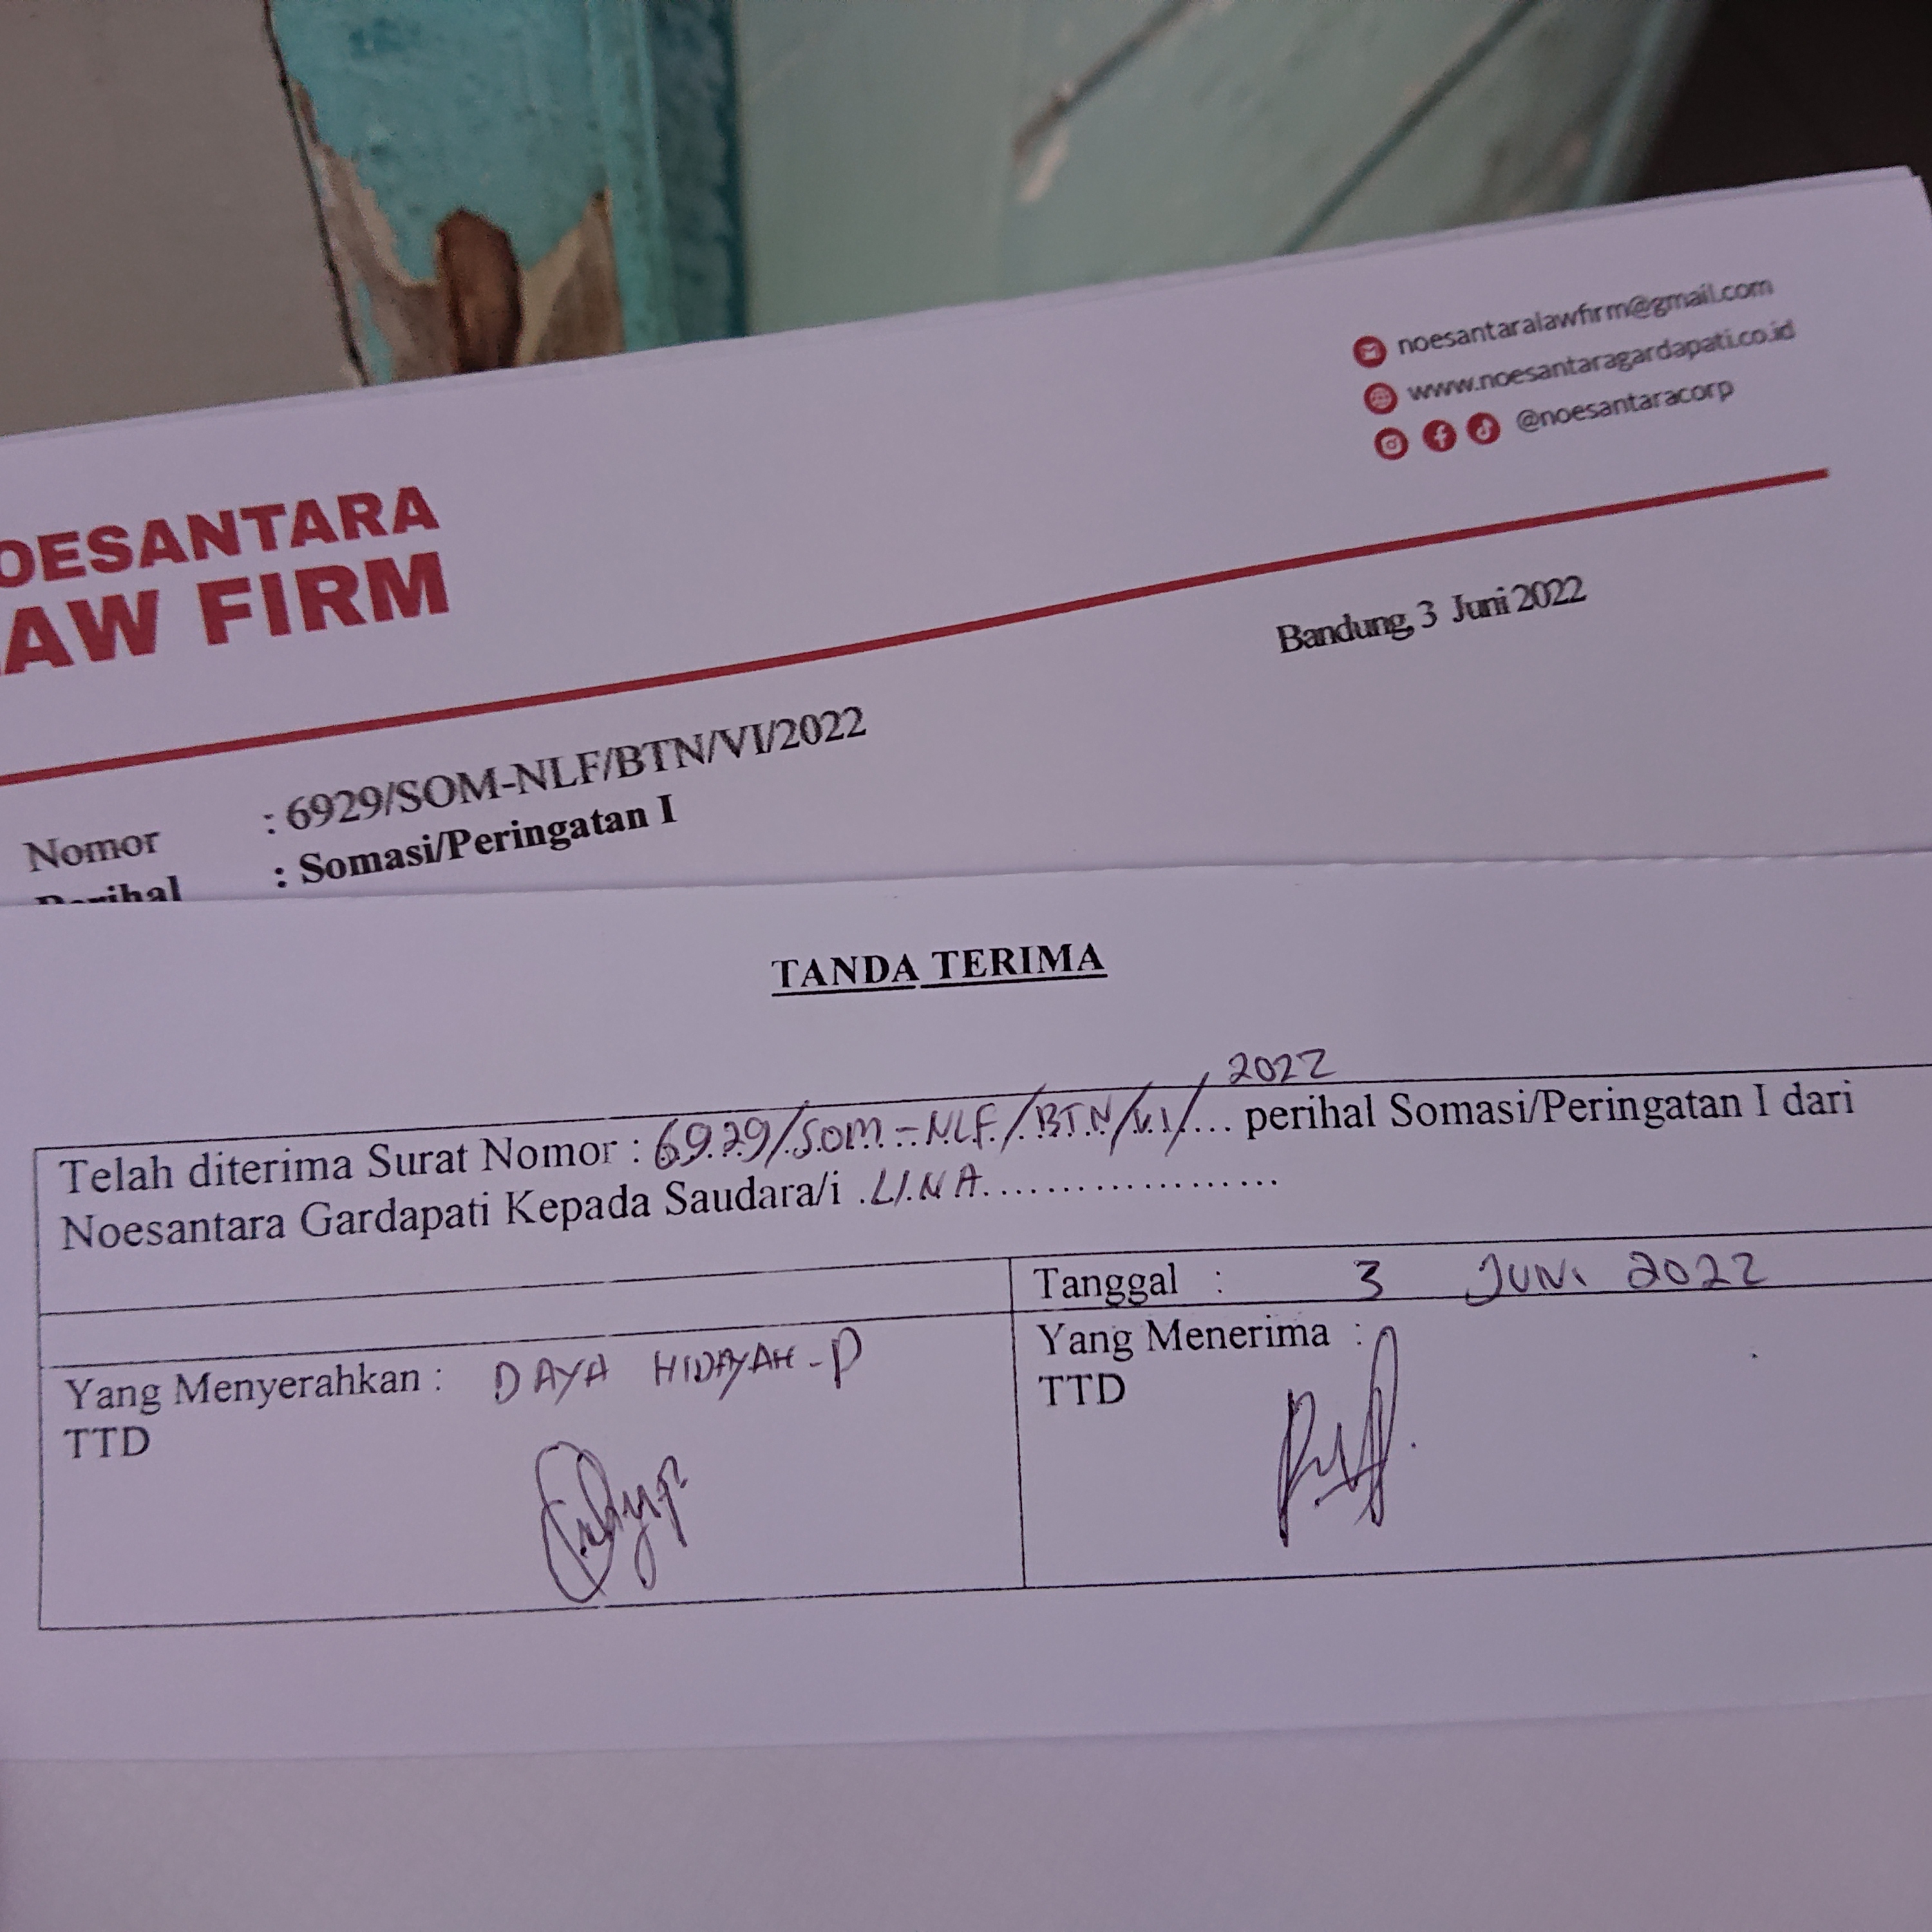 noesantaralawfirm@gmail.com
www.noesantaragardapati.co.id
@noesantaracorp
OESANTARA
AW FIRM
Bandung, 3 Juni 2022
Nomor : 6929/SOM-NLF/BTN/VI/2022
Perihal : Somasi/Peringatan I
TANDA TERIMA
Telah diterima Surat Nomor : 6929/SOM-NLF/BTN/VI/2022 perihal Somasi/Peringatan I dari
Noesantara Gardapati Kepada Saudara/i LINA
Tanggal : 3 JUNI 2022
Yang Menyerahkan : DAYA HIDAYAH-P
TTD
Yang Menerima :
TTD